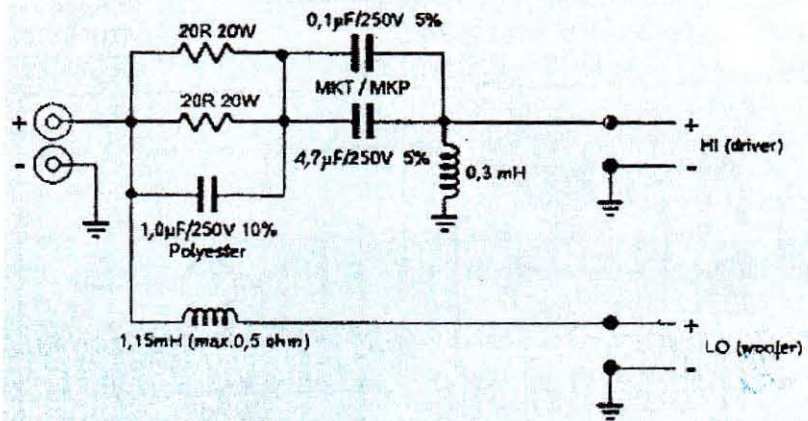 0,1µF/250V 5%
20R 20W
MKT / MKP
20R 20W
+
-
4,7µF/250V 5%
0,3 mH
+
HI (driver)
-
1,0µF/250V 10%
Polyester
1,15mH (max.0,5 ohm)
+
LO (woofer)
-